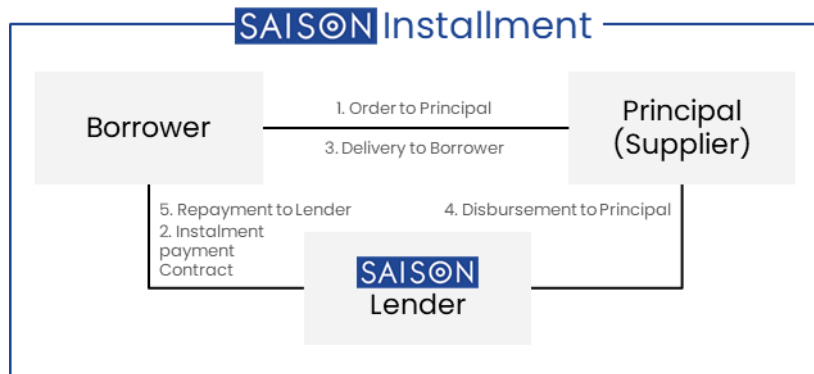 SAISON Installment
Borrower
1. Order to Principal
3. Delivery to Borrower
Principal
(Supplier)
5. Repayment to Lender
2. Instalment
payment
Contract
4. Disbursement to Principal
SAISON
Lender